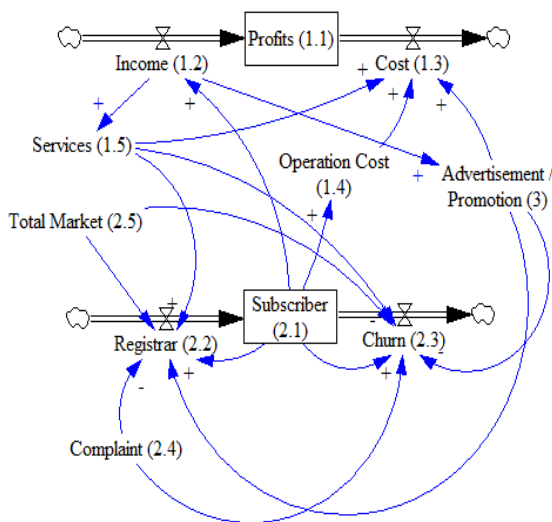 Profits (1.1)
Income (1.2)
Cost (1.3)
+
+
+
+
+
+
Services (1.5)
Operation Cost
(1.4)
+
Advertisement /
Promotion (3)
Total Market (2.5)
+
Subscriber
(2.1)
+
-
Registrar (2.2)
Churn (2.3)
-
+
+
-
Complaint (2.4)